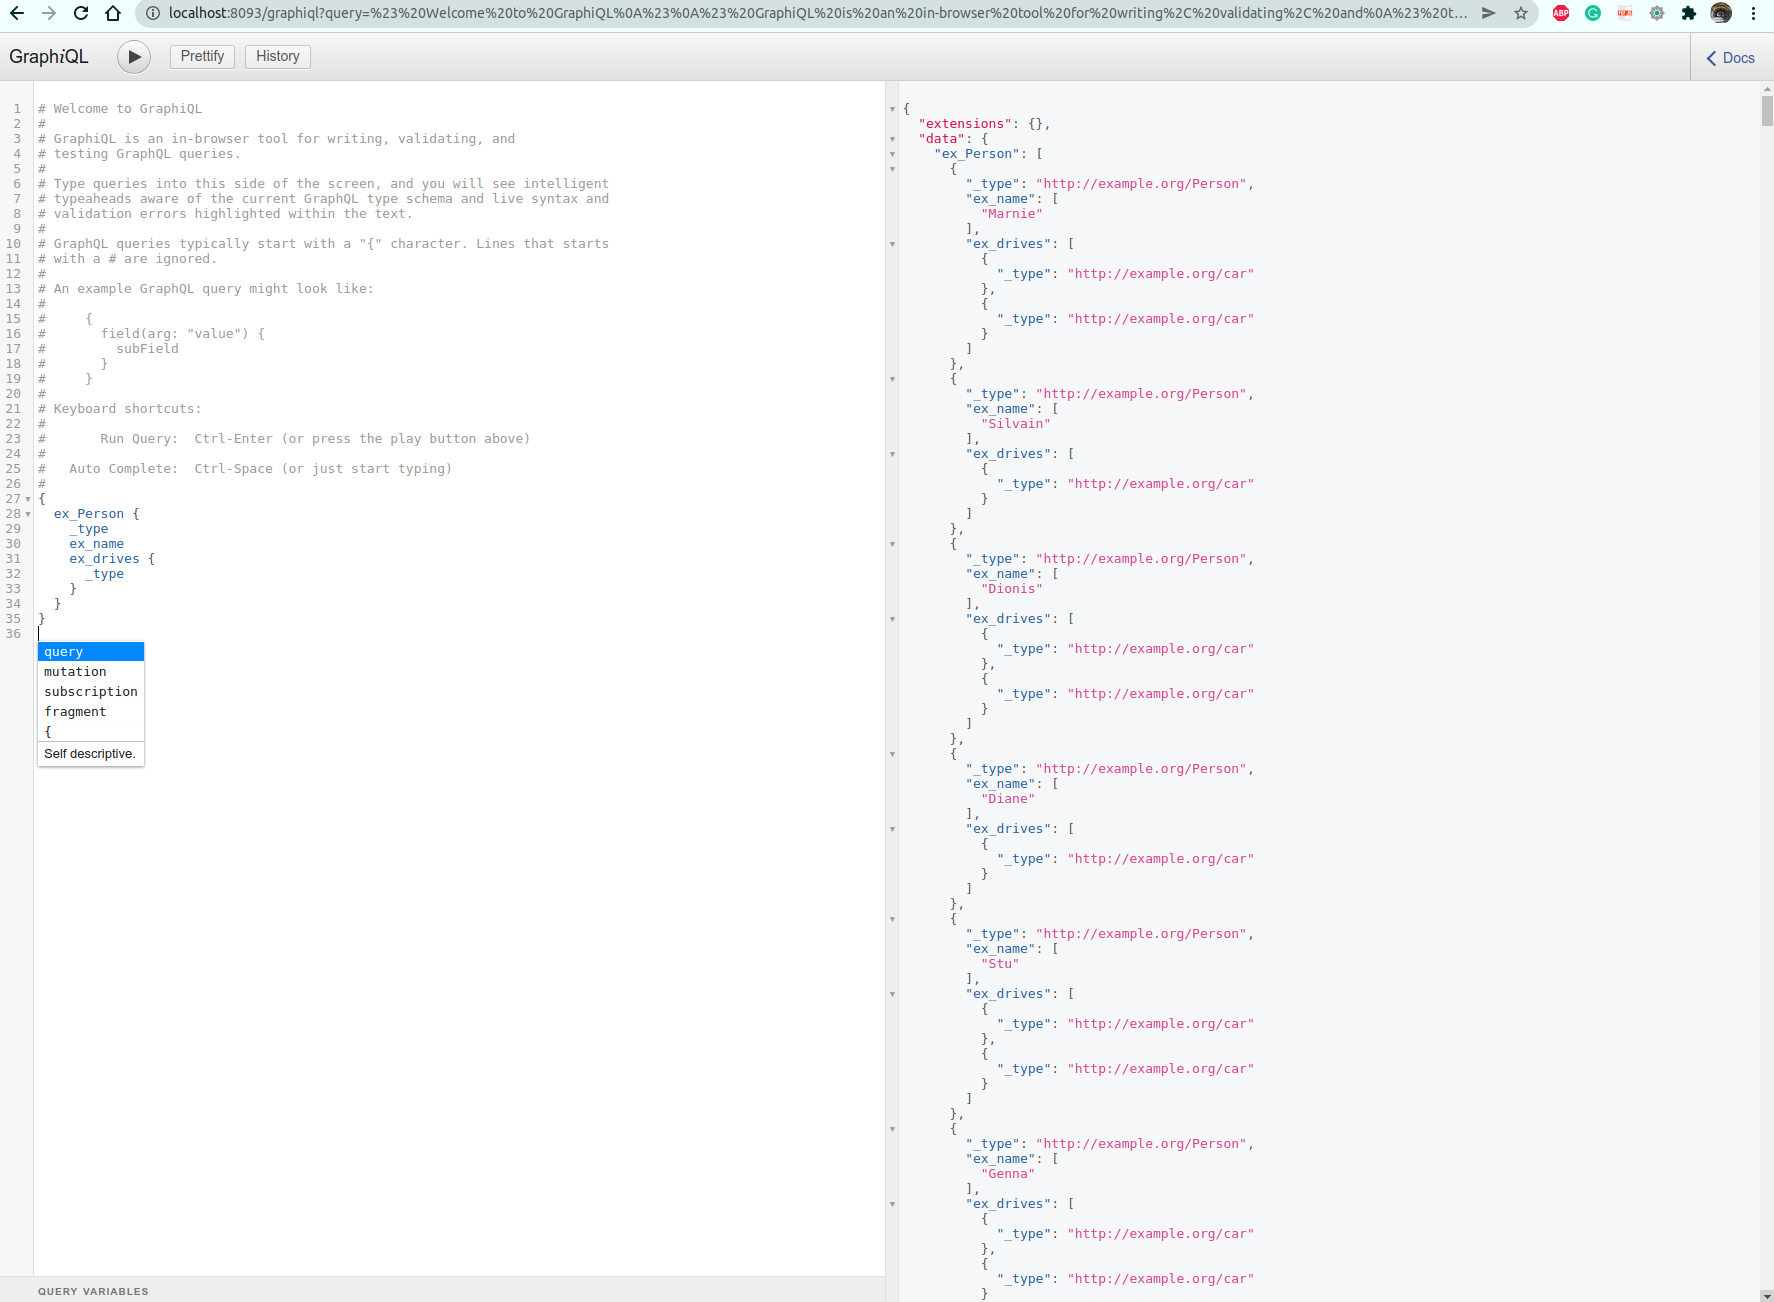 localhost:8093/graphiql?query=%23%20Welcome%20to%20GraphiQL%0A%23%0A%23%20GraphiQL%20is%20an%20in-browser%20tool%20for%20writing%2C%20validating%2C%20and%0A%23%20t...
ABP
GraphiQL
Prettify
History
Docs
1 # Welcome to GraphiQL
2 #
3 # GraphiQL is an in-browser tool for writing, validating, and
4 # testing GraphQL queries.
5 #
6 # Type queries into this side of the screen, and you will see intelligent
7 # typeaheads aware of the current GraphQL type schema and live syntax and
8 # validation errors highlighted within the text.
9 #
10 # GraphQL queries typically start with a "{" character. Lines that starts
11 # with a # are ignored.
12 #
13 # An example GraphQL query might look like:
14 #
15 #     {
16 #       field(arg: "value") {
17 #         subField
18 #       }
19 #     }
20 #
21 # Keyboard shortcuts:
22 #
23 #       Run Query:  Ctrl-Enter (or press the play button above)
24 #
25 #   Auto Complete:  Ctrl-Space (or just start typing)
26 #
27 {
28   ex_Person {
29     _type
30     ex_name
31     ex_drives {
32       _type
33     }
34   }
35 }
36
query
mutation
subscription
fragment
{
Self descriptive.
QUERY VARIABLES
{
  "extensions": {},
  "data": {
    "ex_Person": [
      {
        "_type": "http://example.org/Person",
        "ex_name": [
          "Marnie"
        ],
        "ex_drives": [
          {
            "_type": "http://example.org/car"
          },
          {
            "_type": "http://example.org/car"
          }
        ]
      },
      {
        "_type": "http://example.org/Person",
        "ex_name": [
          "Silvain"
        ],
        "ex_drives": [
          {
            "_type": "http://example.org/car"
          }
        ]
      },
      {
        "_type": "http://example.org/Person",
        "ex_name": [
          "Dionis"
        ],
        "ex_drives": [
          {
            "_type": "http://example.org/car"
          },
          {
            "_type": "http://example.org/car"
          }
        ]
      },
      {
        "_type": "http://example.org/Person",
        "ex_name": [
          "Diane"
        ],
        "ex_drives": [
          {
            "_type": "http://example.org/car"
          }
        ]
      },
      {
        "_type": "http://example.org/Person",
        "ex_name": [
          "Stu"
        ],
        "ex_drives": [
          {
            "_type": "http://example.org/car"
          },
          {
            "_type": "http://example.org/car"
          }
        ]
      },
      {
        "_type": "http://example.org/Person",
        "ex_name": [
          "Genna"
        ],
        "ex_drives": [
          {
            "_type": "http://example.org/car"
          },
          {
            "_type": "http://example.org/car"
          }